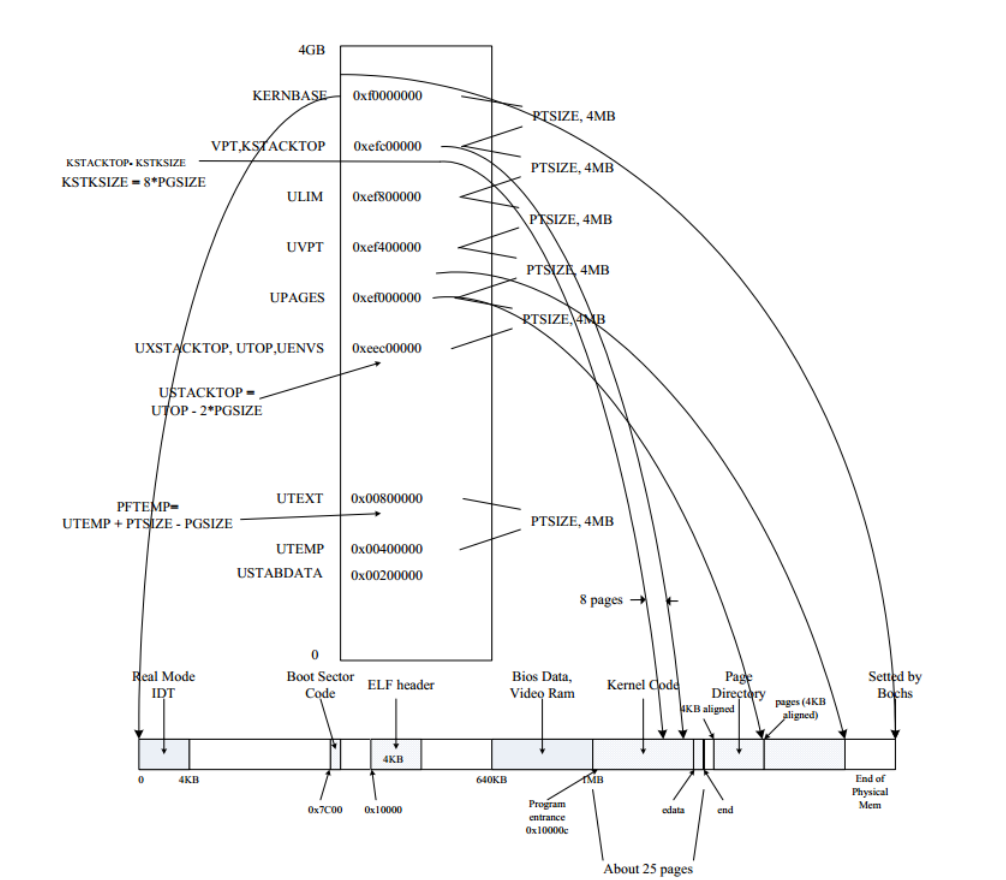 4GB
KERNBASE 0xf0000000
PTSIZE, 4MB
VPT,KSTACKTOP 0xefc00000
KSTACKTOP- KSTKSIZE
PTSIZE, 4MB
KSTKSIZE = 8*PGSIZE
ULIM 0xef800000
PTSIZE, 4MB
UVPT 0xef400000
PTSIZE, 4MB
UPAGES 0xef000000
PTSIZE, 4MB
UXSTACKTOP, UTOP,UENVS 0xeec00000
USTACKTOP =
UTOP - 2*PGSIZE
UTEXT 0x00800000
PFTEMP=
UTEMP + PTSIZE - PGSIZE
PTSIZE, 4MB
UTEMP 0x00400000
USTABDATA 0x00200000
8 pages
0
Real Mode
IDT
Boot Sector
Code
ELF header
Bios Data,
Video Ram
Kernel Code
Page
Directory
Setted by
Bochs
4KB aligned
pages (4KB
aligned)
4KB
0
4KB
640KB
1MB
End of
Physical
Mem
0x7C00
0x10000
Program
entrance
0x10000c
edata
end
About 25 pages